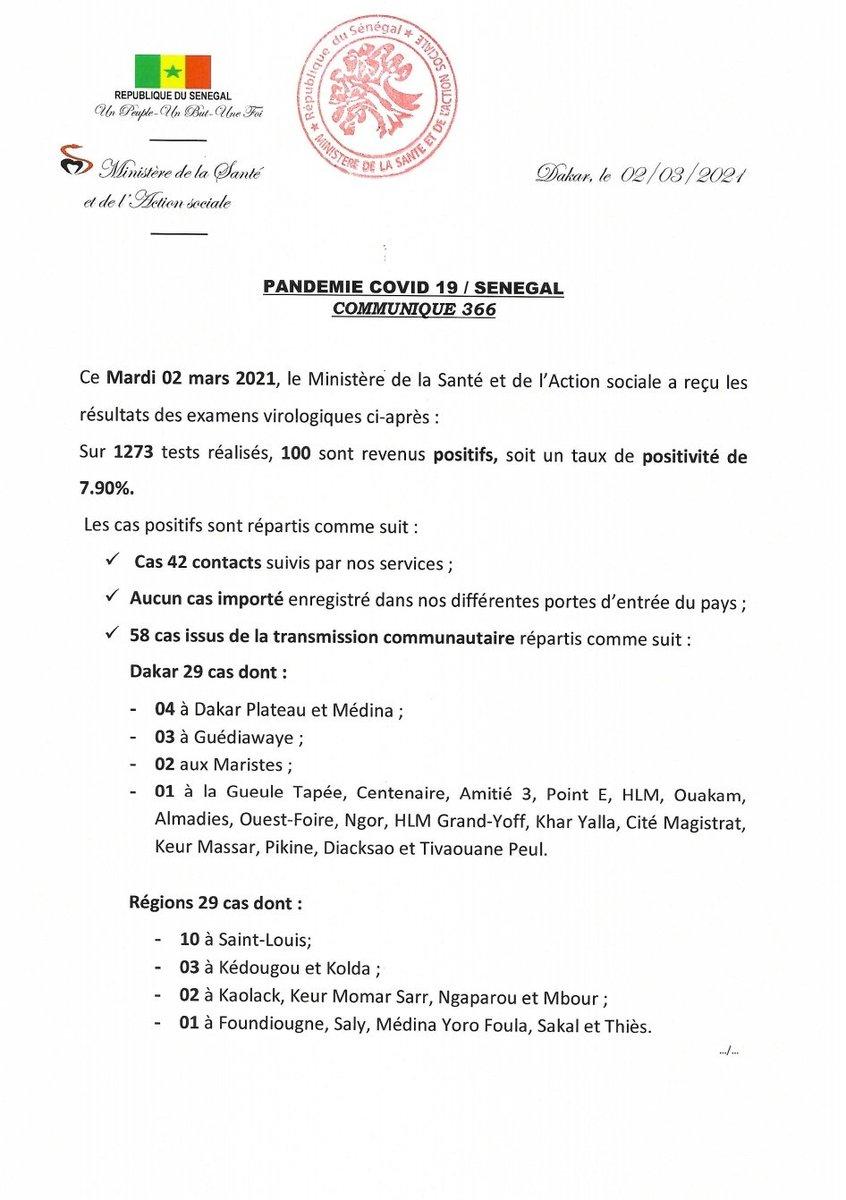 REPUBLIQUE DU SENEGAL
Un Peuple-Un But-Une Foi
Ministère de la Santé
et de l'Action sociale
★ République du Sénégal ★
MINISTERE DE LA SANTE ET DE L'ACTION SOCIALE
Dakar, le 02/03/2021
PANDEMIE COVID 19 / SENEGAL
COMMUNIQUE 366
Ce Mardi 02 mars 2021, le Ministère de la Santé et de l'Action sociale a reçu les
résultats des examens virologiques ci-après :
Sur 1273 tests réalisés, 100 sont revenus positifs, soit un taux de positivité de
7.90%.
Les cas positifs sont répartis comme suit :
✓ Cas 42 contacts suivis par nos services ;
✓ Aucun cas importé enregistré dans nos différentes portes d'entrée du pays ;
✓ 58 cas issus de la transmission communautaire répartis comme suit :
Dakar 29 cas dont :
- 04 à Dakar Plateau et Médina ;
- 03 à Guédiawaye ;
- 02 aux Maristes ;
- 01 à la Gueule Tapée, Centenaire, Amitié 3, Point E, HLM, Ouakam,
Almadies, Ouest-Foire, Ngor, HLM Grand-Yoff, Khar Yalla, Cité Magistrat,
Keur Massar, Pikine, Diacksao et Tivaouane Peul.
Régions 29 cas dont :
- 10 à Saint-Louis;
- 03 à Kédougou et Kolda ;
- 02 à Kaolack, Keur Momar Sarr, Ngaparou et Mbour ;
- 01 à Foundiougne, Saly, Médina Yoro Foula, Sakal et Thiès.
.../...